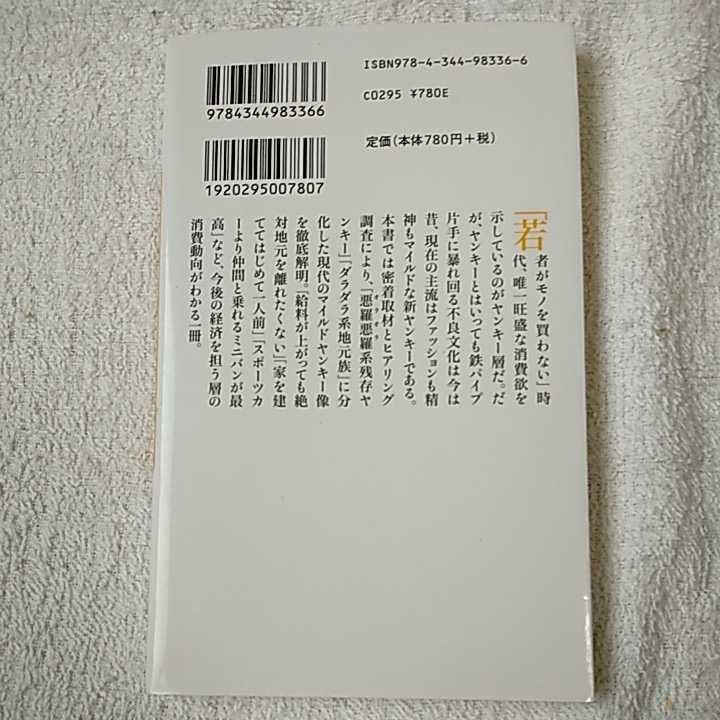 ISBN978-4-344-98336-6
C0295 ¥780E
定価(本体780円+税)
9784344983366
1920295007807
「若者がモノを買わない」時
代、唯一旺盛な消費欲を
示しているのがヤンキー層だ。だ
が、ヤンキーとはいっても鉄パイプ
片手に暴れ回る不良文化は今は
昔、現在の主流はファッションも精
神もマイルドな新ヤンキーである。
本書では密着取材とヒアリング
調査により、「悪羅悪羅系残存ヤ
ンキー」「ダラダラ系地元族」に分
化した現代のマイルドヤンキー像
を徹底解明。「給料が上がっても絶
対地元を離れたくない」「家を建
ててはじめて一人前」「スポーツカ
ーより仲間と乗れるミニバンが最
高」など、今後の経済を担う層の
消費動向がわかる一冊。